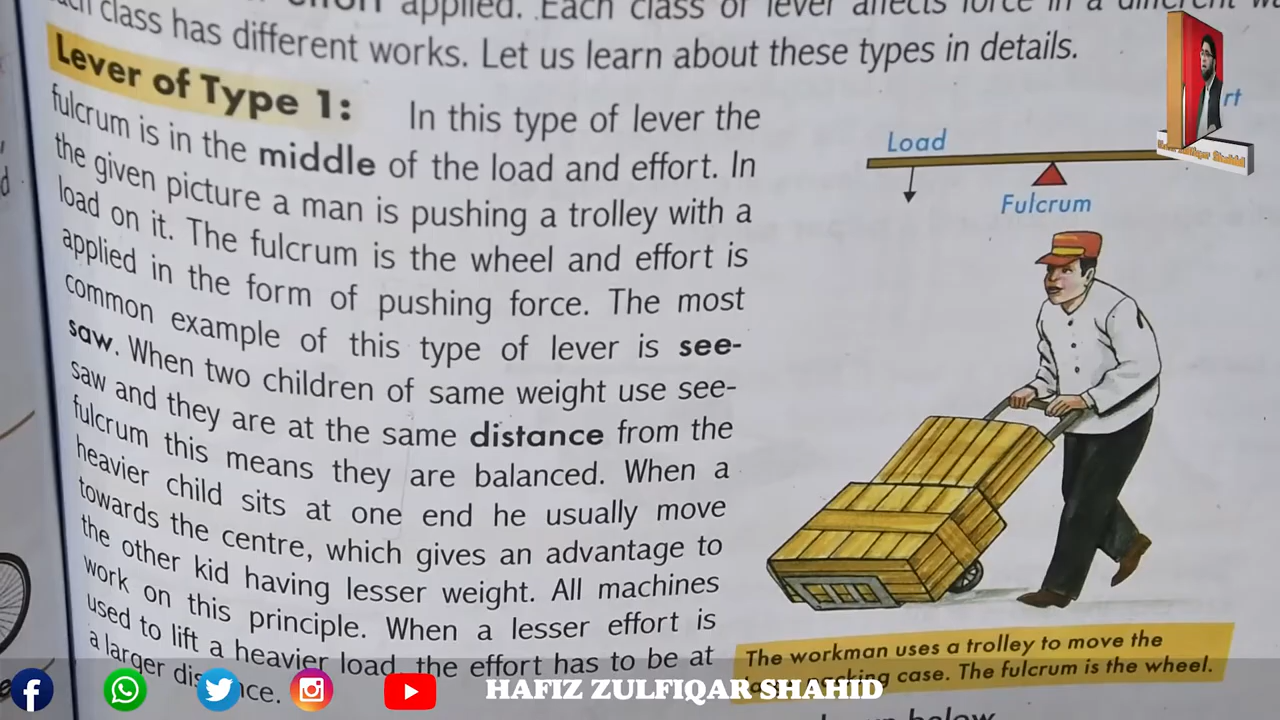 class has different works. Let us learn about these types in details.
Lever of Type 1: In this type of lever the
fulcrum is in the middle of the load and effort. In
the given picture a man is pushing a trolley with a
load on it. The fulcrum is the wheel and effort is
applied in the form of pushing force. The most
common example of this type of lever is see-
saw. When two children of same weight use see-
saw and they are at the same distance from the
fulcrum this means they are balanced. When a
heavier child sits at one end he usually move
towards the centre, which gives an advantage to
the other kid having lesser weight. All machines
work on this principle. When a lesser effort is
used to lift a heavier load, the effort has to be at
a larger
Load
Fulcrum
rt
The workman uses a trolley to move the
case. The fulcrum is the wheel.
HAFIZ ZULFIQAR SHAHID